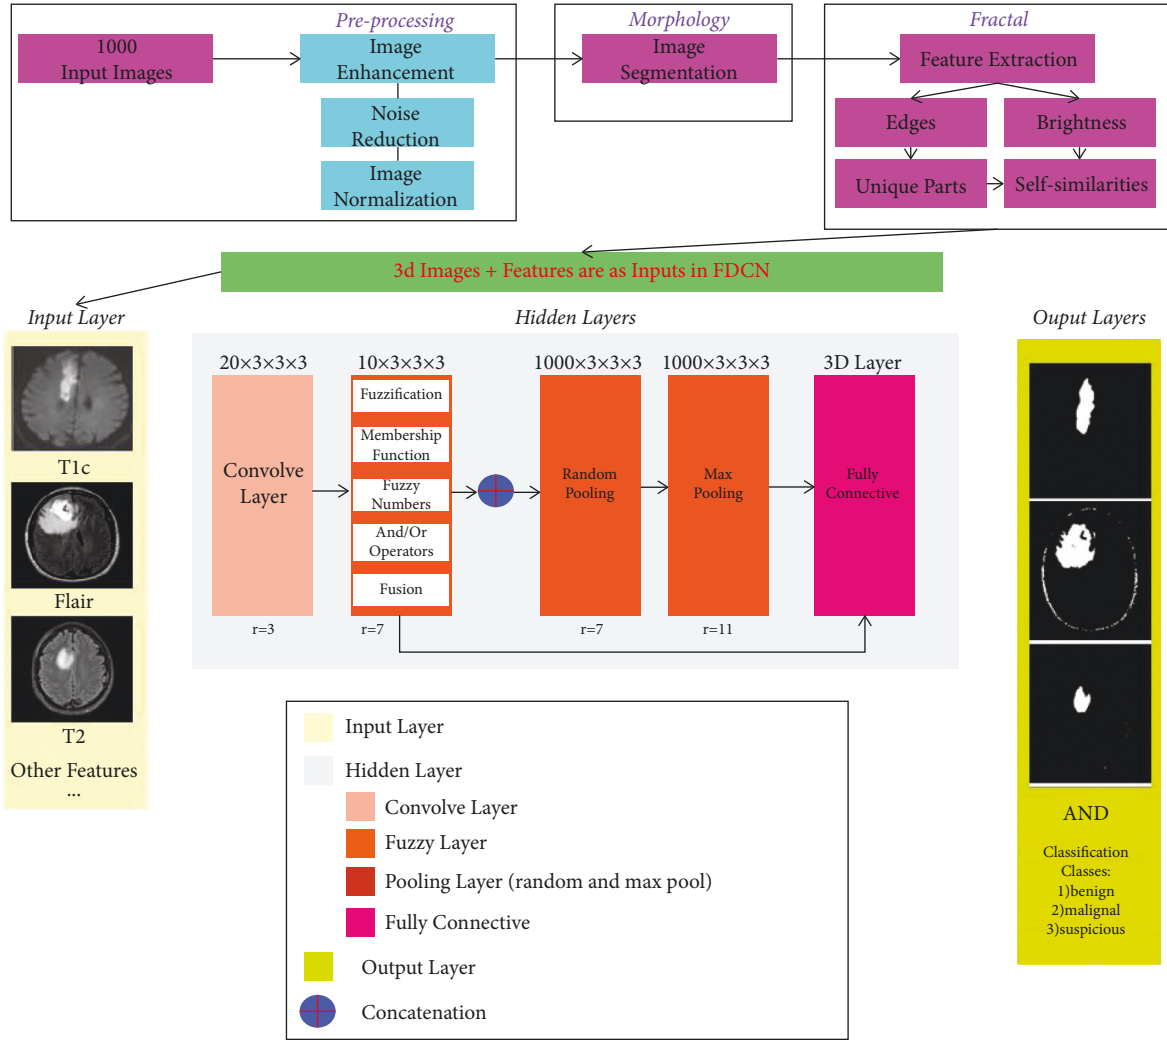 Pre-processing
Morphology
Fractal
1000
Input Images
Image
Enhancement
Image
Segmentation
Feature Extraction
Noise
Reduction
Edges
Brightness
Image
Normalization
Unique Parts
Self-similarities
3d Images + Features are as Inputs in FDCN
Input Layer
Hidden Layers
Ouput Layers
T1c
Flair
T2
Other Features
...
20×3×3×3
10×3×3×3
1000×3×3×3
1000×3×3×3
3D Layer
Convolve
Layer
Fuzzification
Membership
Function
Fuzzy
Numbers
And/Or
Operators
Fusion
Random
Pooling
Max
Pooling
Fully
Connective
r=3
r=7
r=7
r=11
AND
Classification
Classes:
1)benign
2)malignal
3)suspicious
Input Layer
Hidden Layer
Convolve Layer
Fuzzy Layer
Pooling Layer (random and max pool)
Fully Connective
Output Layer
Concatenation